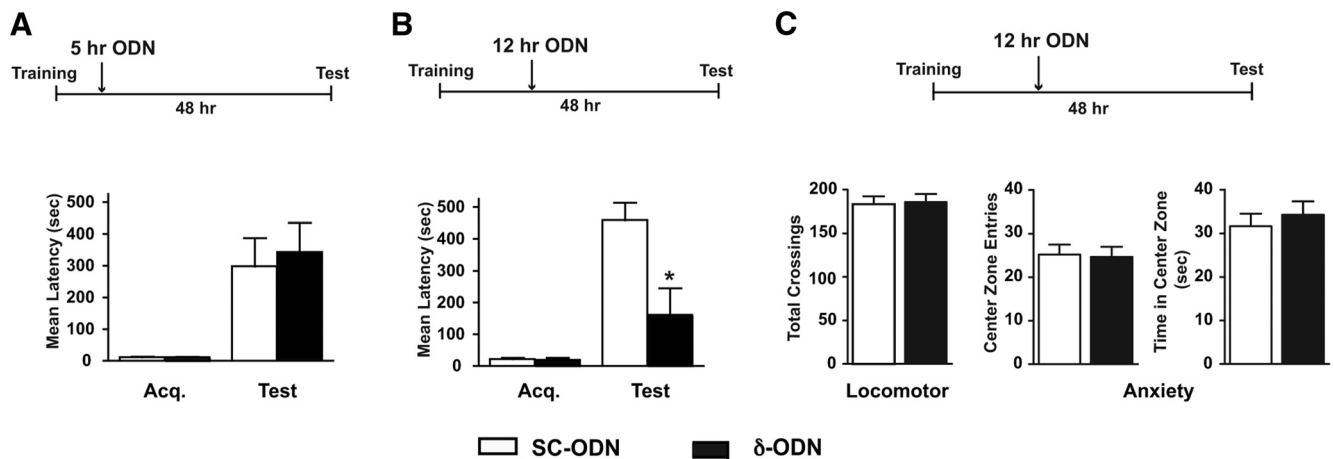 A
5 hr ODN
Training
Test
48 hr
Mean Latency (sec)
500
400
300
200
100
0
Acq.
Test
B
12 hr ODN
Training
Test
48 hr
Mean Latency (sec)
500
400
300
200
100
0
*
Acq.
Test
C
12 hr ODN
Training
Test
48 hr
Total Crossings
200
150
100
50
0
Locomotor
Center Zone Entries
40
30
20
10
0
Time in Center Zone
(sec)
40
30
20
10
0
Anxiety
SC-ODN
δ-ODN